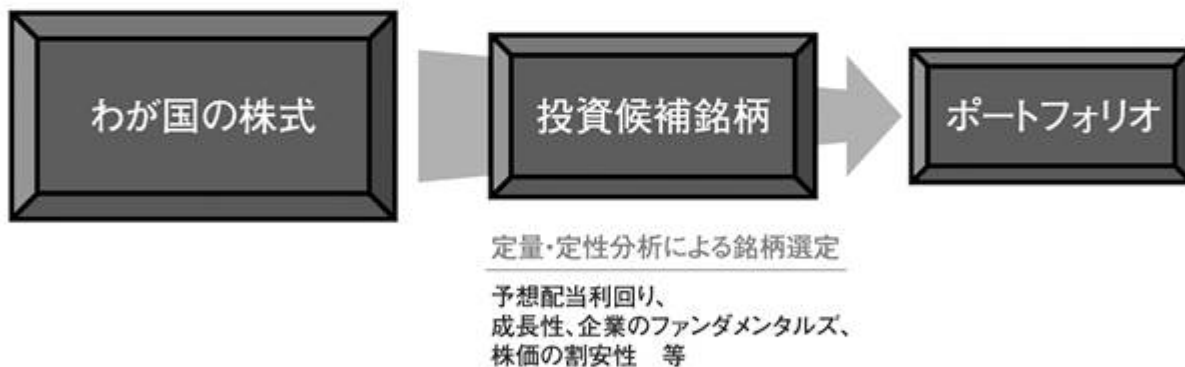 わが国の株式
投資候補銘柄
ポートフォリオ
定量・定性分析による銘柄選定
予想配当利回り、
成長性、企業のファンダメンタルズ、
株価の割安性　等